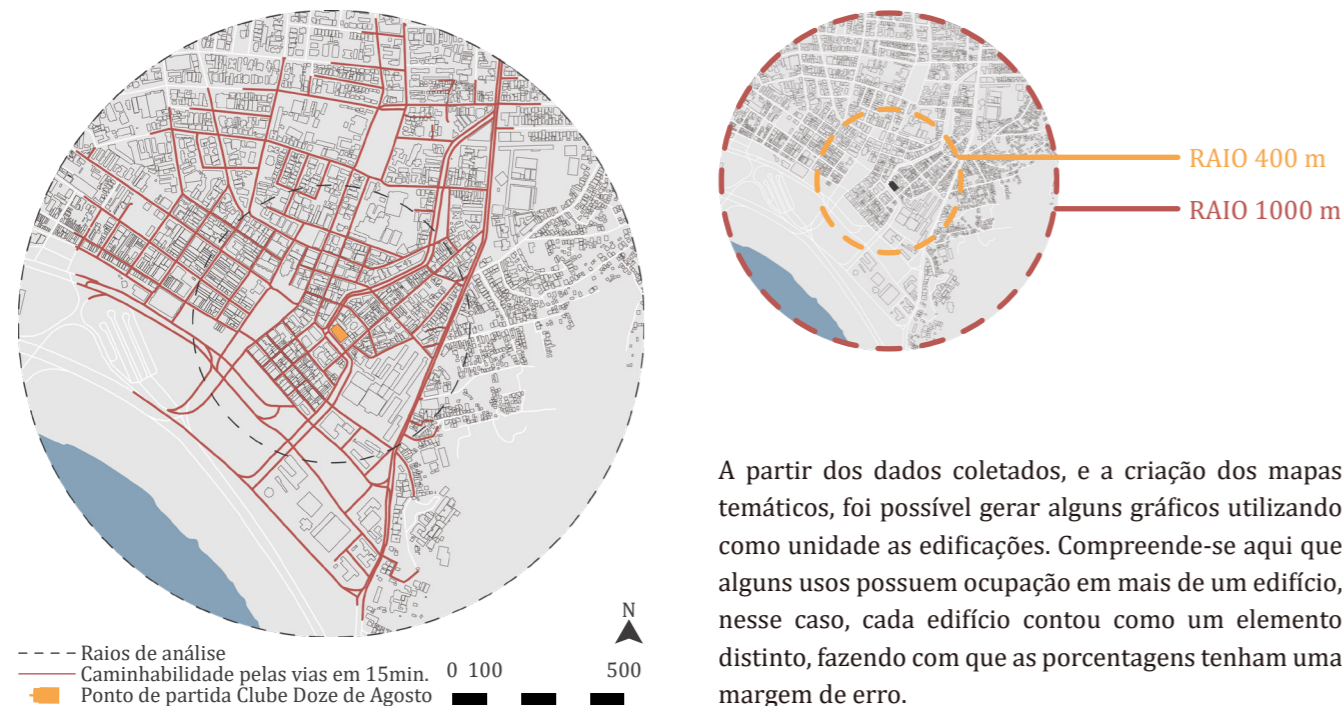 RAIO 400 m
RAIO 1000 m
N
Raios de análise
Caminhabilidade pelas vias em 15min.
Ponto de partida Clube Doze de Agosto
0 100 500
A partir dos dados coletados, e a criação dos mapas
temáticos, foi possível gerar alguns gráficos utilizando
como unidade as edificações. Compreende-se aqui que
alguns usos possuem ocupação em mais de um edifício,
nesse caso, cada edifício contou como um elemento
distinto, fazendo com que as porcentagens tenham uma
margem de erro.